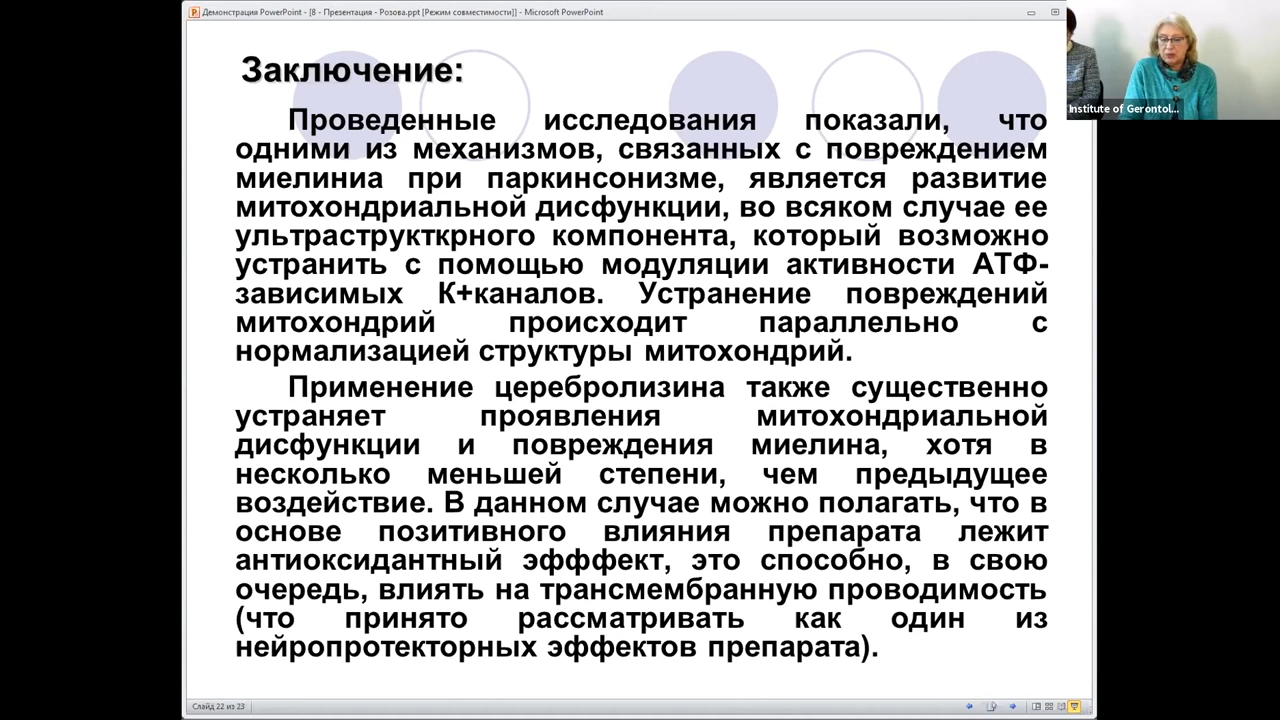 Демонстрация PowerPoint - [8 - Презентация - Розова.ppt [Режим совместимости]] - Microsoft PowerPoint
Institute of Gerontol...
Заключение:
Проведенные исследования показали, что
одними из механизмов, связанных с повреждением
миелиниа при паркинсонизме, является развитие
митохондриальной дисфункции, во всяком случае ее
ультраструкткрного компонента, который возможно
устранить с помощью модуляции активности АТФ-
зависимых К+каналов. Устранение повреждений
митохондрий происходит параллельно с
нормализацией структуры митохондрий.
Применение церебролизина также существенно
устраняет проявления митохондриальной
дисфункции и повреждения миелина, хотя в
несколько меньшей степени, чем предыдущее
воздействие. В данном случае можно полагать, что в
основе позитивного влияния препарата лежит
антиоксидантный эфффект, это способно, в свою
очередь, влиять на трансмембранную проводимость
(что принято рассматривать как один из
нейропротекторных эффектов препарата).
Слайд 22 из 23